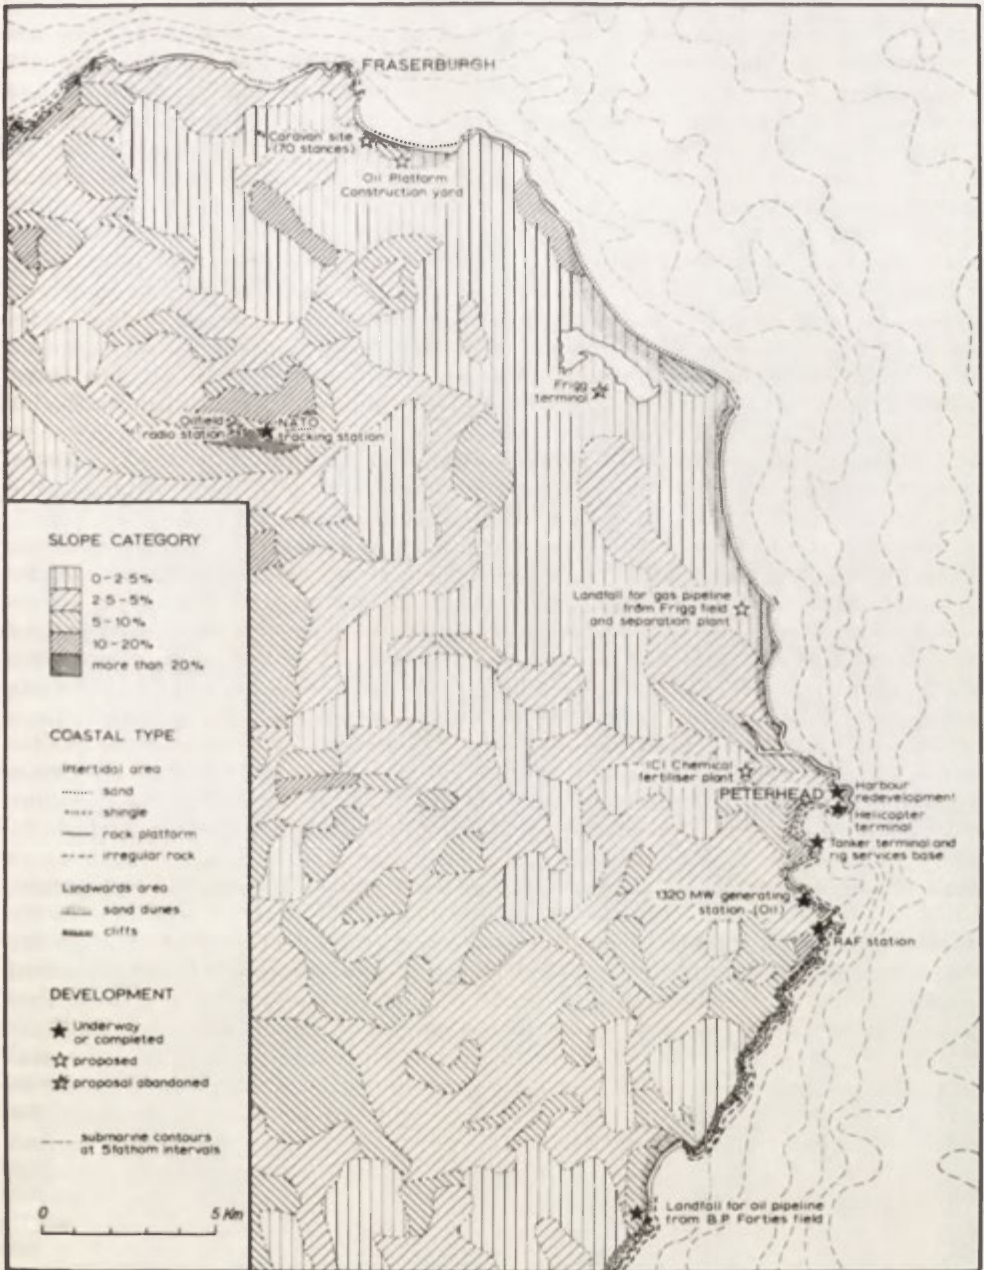 FRASERBURGH
Caravan site
(70 stances)
Oil Platform
Construction yard
Frigg
terminal
Oilfield
radio station
NATO
tracking station
SLOPE CATEGORY
0-2·5%
2·5-5%
5-10%
10-20%
more than 20%
COASTAL TYPE
Intertidal area
sand
shingle
rock platform
irregular rock
Landwards area
sand dunes
cliffs
DEVELOPMENT
Underway
or completed
proposed
proposal abandoned
submarine contours
at 5 fathom intervals
0 5 Km
Landfall for gas pipeline
from Frigg field
and separation plant
ICI Chemical
fertiliser plant
PETERHEAD
Harbour
redevelopment
Helicopter
terminal
Tanker terminal and
rig services base
1320 MW generating
station (Oil)
RAF station
Landfall for oil pipeline
from B.P. Forties field